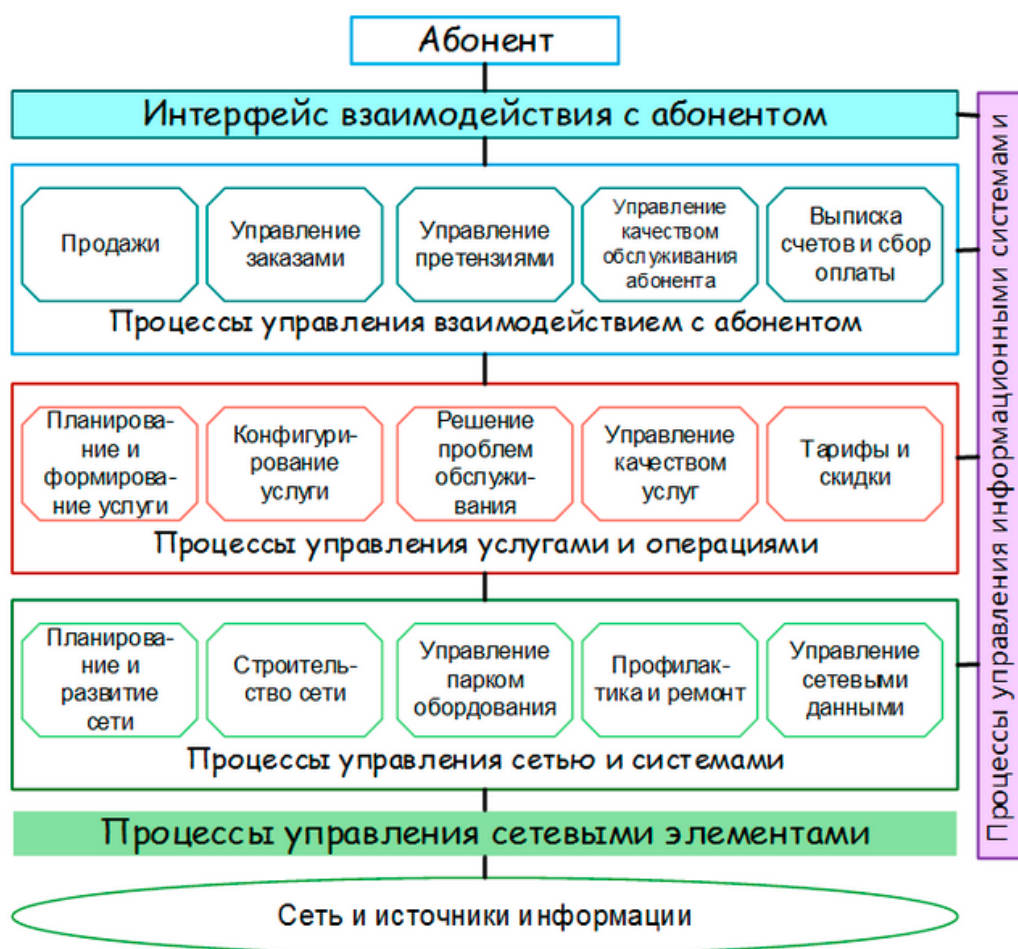 Абонент
Интерфейс взаимодействия с абонентом
Продажи
Управление
заказами
Управление
претензиями
Управление
качеством
обслуживания
абонента
Выписка
счетов и сбор
оплаты
Процессы управления взаимодействием с абонентом
Планирова-
ние и
формирова-
ние услуги
Конфигури-
рование
услуги
Решение
проблем
обслужи-
вания
Управление
качеством
услуг
Тарифы и
скидки
Процессы управления услугами и операциями
Планирова-
ние и
развитие
сети
Строитель-
ство сети
Управление
парком
обордования
Профилак-
тика и ремонт
Управление
сетевыми
данными
Процессы управления сетью и системами
Процессы управления сетевыми элементами
Сеть и источники информации
Процессы управления информационными системами